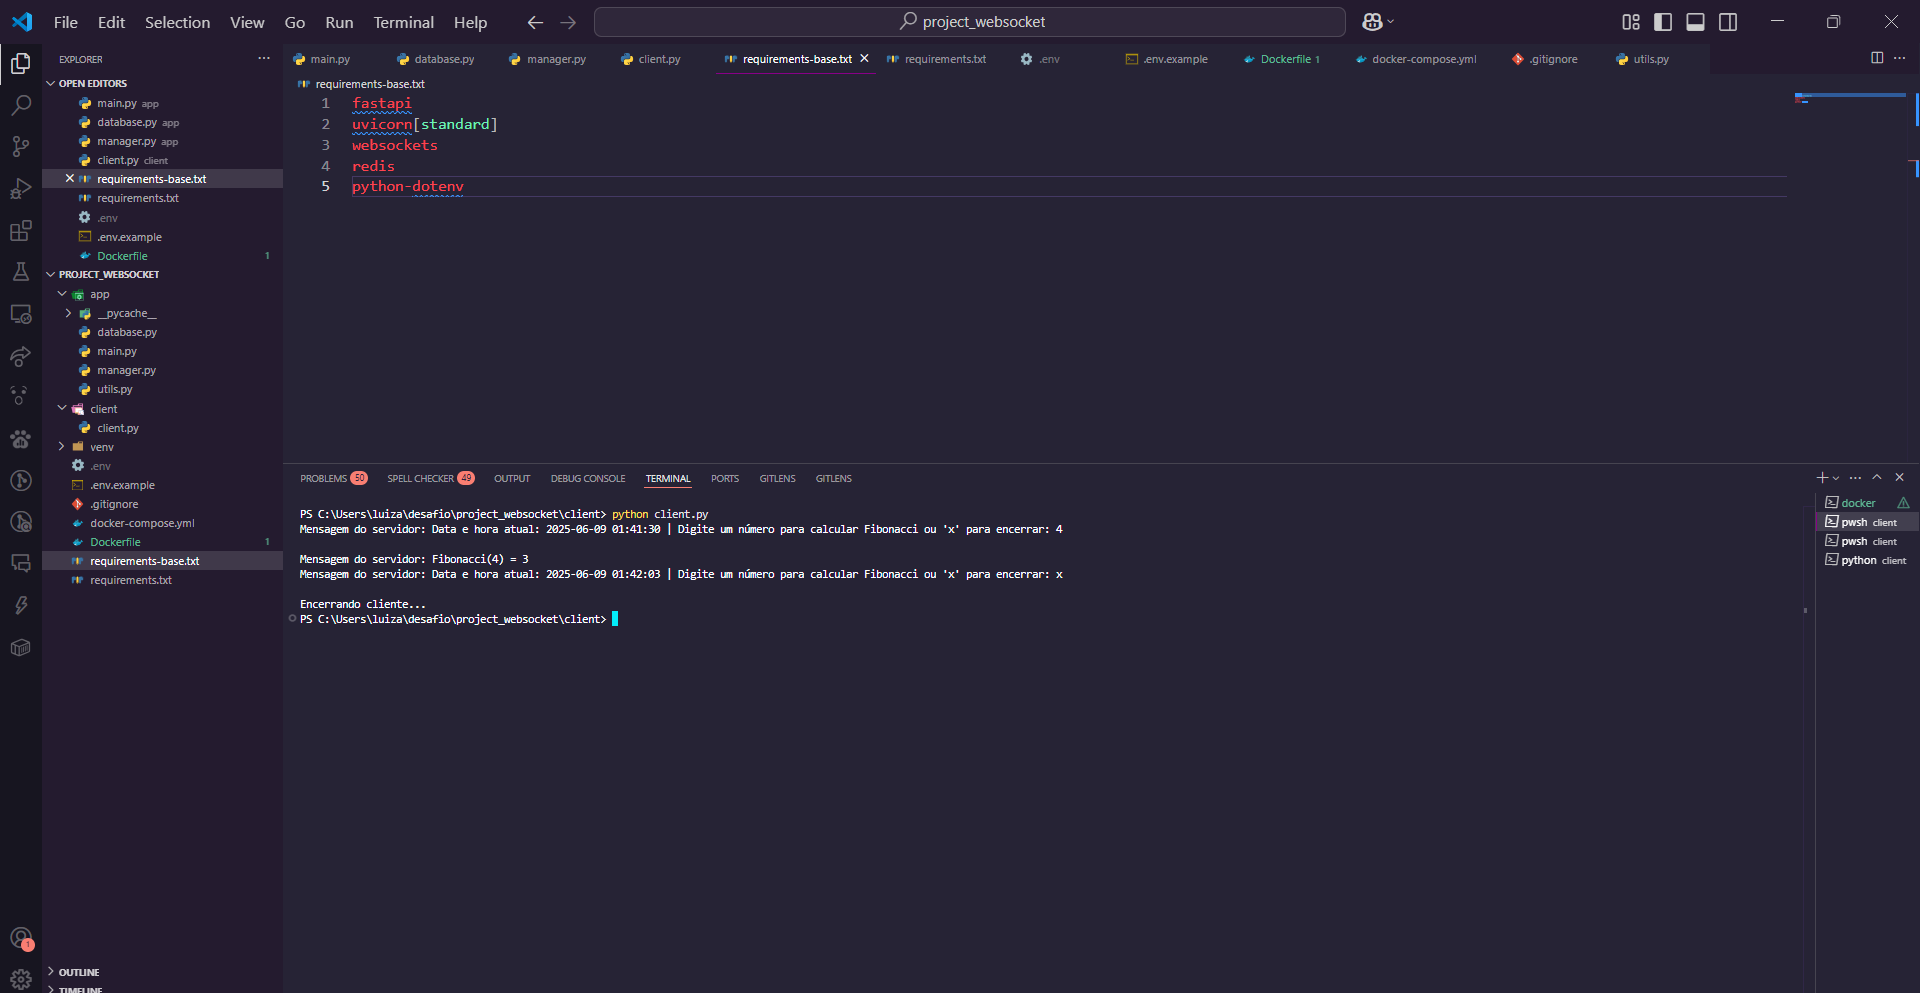 File Edit Selection View Go Run Terminal Help
project_websocket
EXPLORER
OPEN EDITORS
main.py app
database.py app
manager.py app
client.py client
requirements-base.txt
requirements.txt
.env
.env.example
Dockerfile 1
PROJECT_WEBSOCKET
app
__pycache__
database.py
main.py
manager.py
utils.py
client
client.py
venv
.env
.env.example
.gitignore
docker-compose.yml
Dockerfile 1
requirements-base.txt
requirements.txt
1
OUTLINE
TIMELINE
main.py database.py manager.py client.py requirements-base.txt requirements.txt .env .env.example Dockerfile 1 docker-compose.yml .gitignore utils.py
requirements-base.txt
1 fastapi
2 uvicorn[standard]
3 websockets
4 redis
5 python-dotenv
PROBLEMS 50 SPELL CHECKER 49 OUTPUT DEBUG CONSOLE TERMINAL PORTS GITLENS GITLENS
PS C:\Users\luiza\desafio\project_websocket\client> python client.py
Mensagem do servidor: Data e hora atual: 2025-06-09 01:41:30 | Digite um número para calcular Fibonacci ou 'x' para encerrar: 4
Mensagem do servidor: Fibonacci(4) = 3
Mensagem do servidor: Data e hora atual: 2025-06-09 01:42:03 | Digite um número para calcular Fibonacci ou 'x' para encerrar: x
Encerrando cliente...
PS C:\Users\luiza\desafio\project_websocket\client>
docker
pwsh client
pwsh client
python client